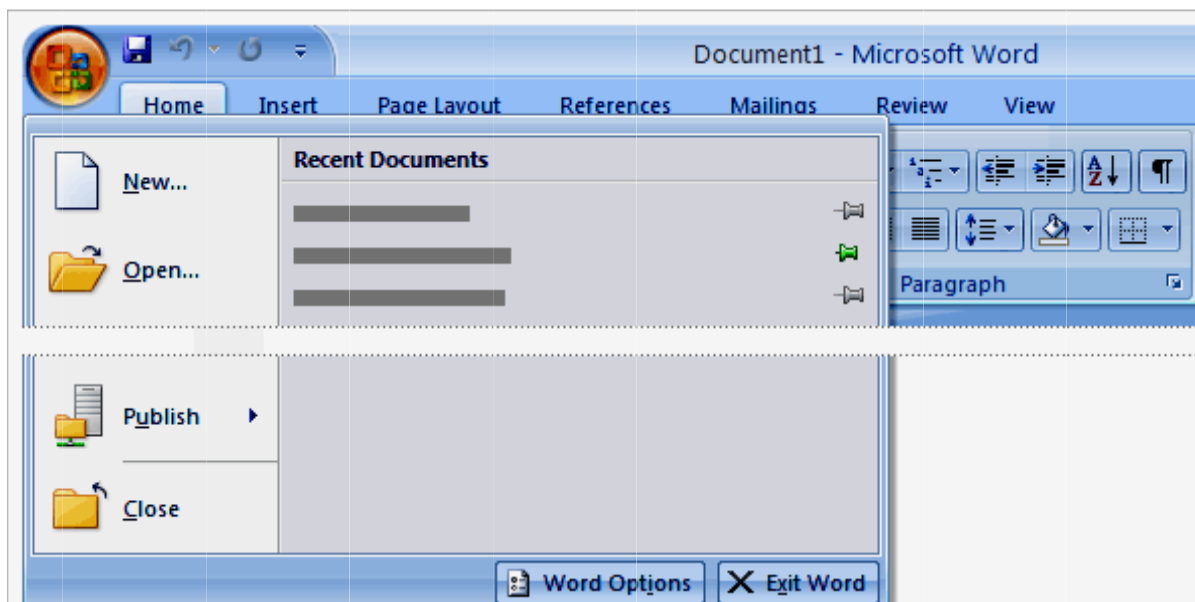 Document1 - Microsoft Word
Home Insert Page Layout References Mailings Review View
Recent Documents
New...
Open...
Paragraph
Publish
Close
Word Options Exit Word